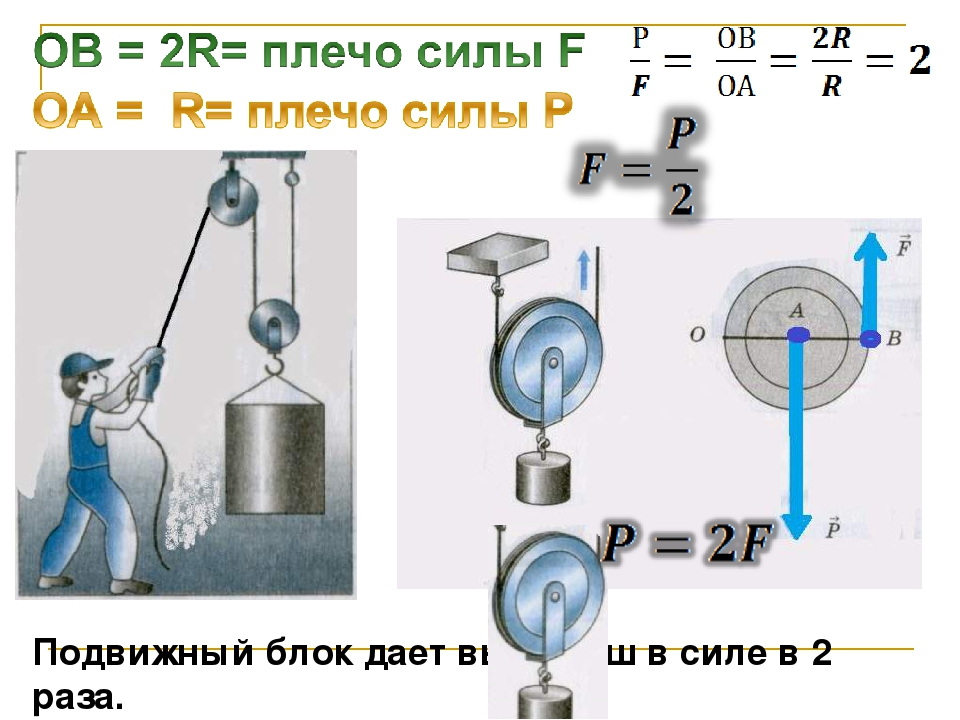 OB = 2R= плечо силы F
OA = R= плечо силы P
P/F = OB/OA = 2R/R = 2
F = P/2
F
A
O
B
P
P = 2F
Подвижный блок дает в силе в 2
раза.